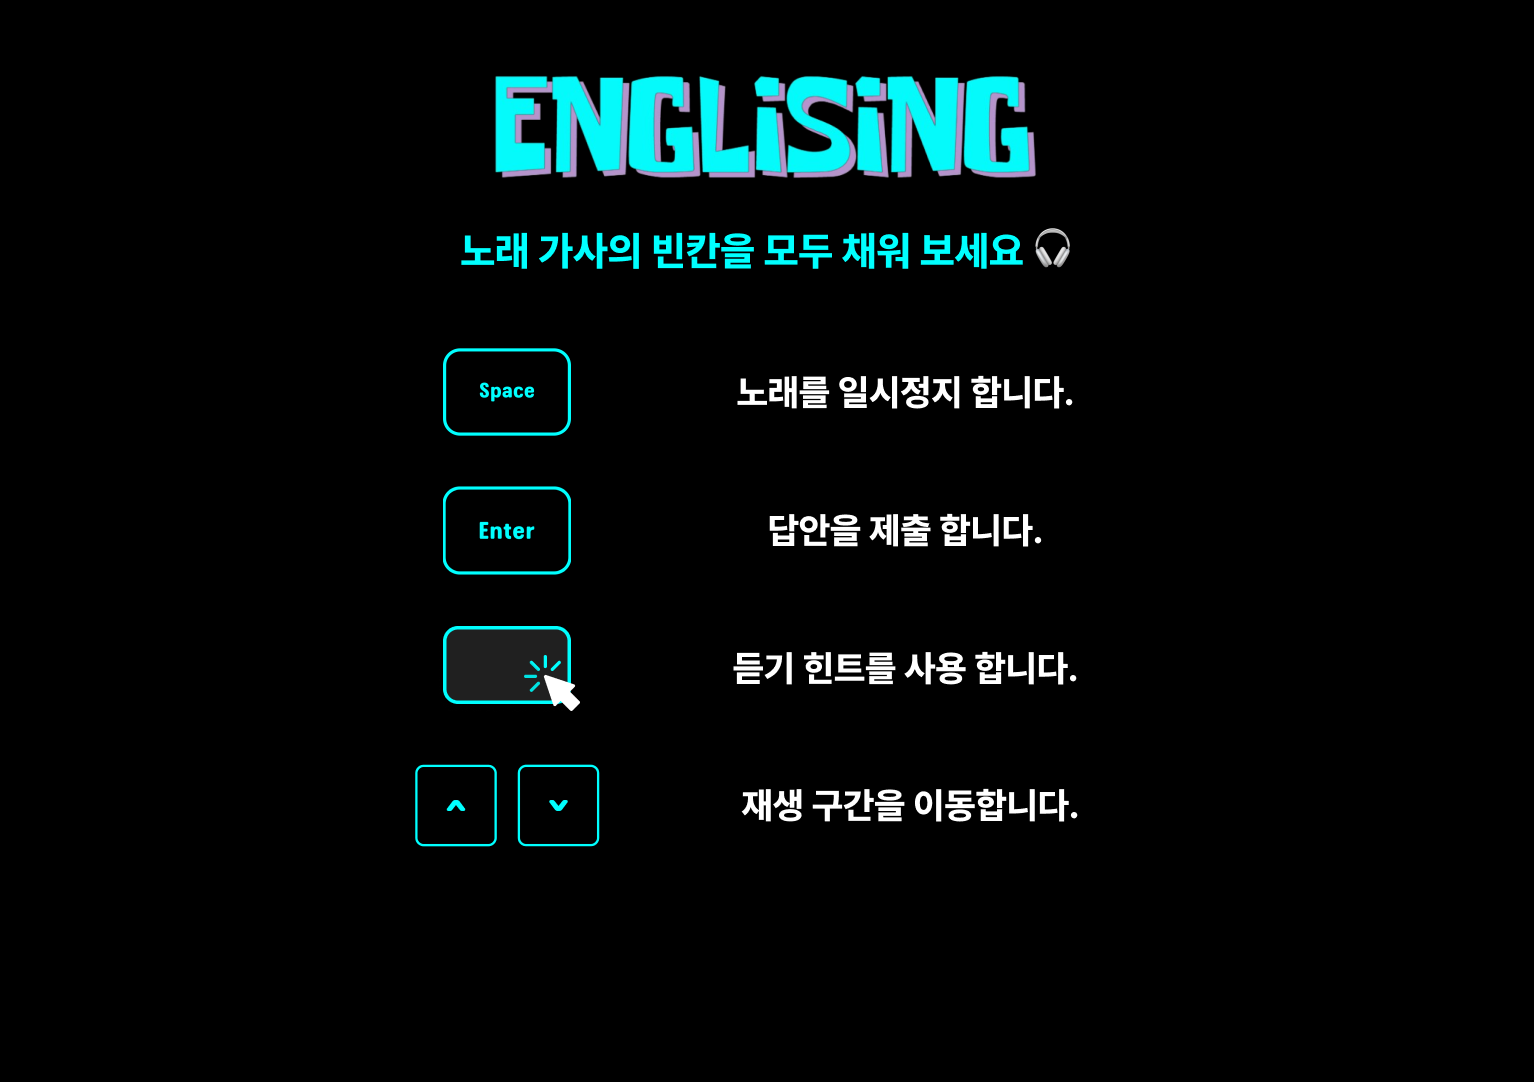 ENGLiSiNG
노래 가사의 빈칸을 모두 채워 보세요 🎧
Space 노래를 일시정지 합니다.
Enter 답안을 제출 합니다.
듣기 힌트를 사용 합니다.
재생 구간을 이동합니다.